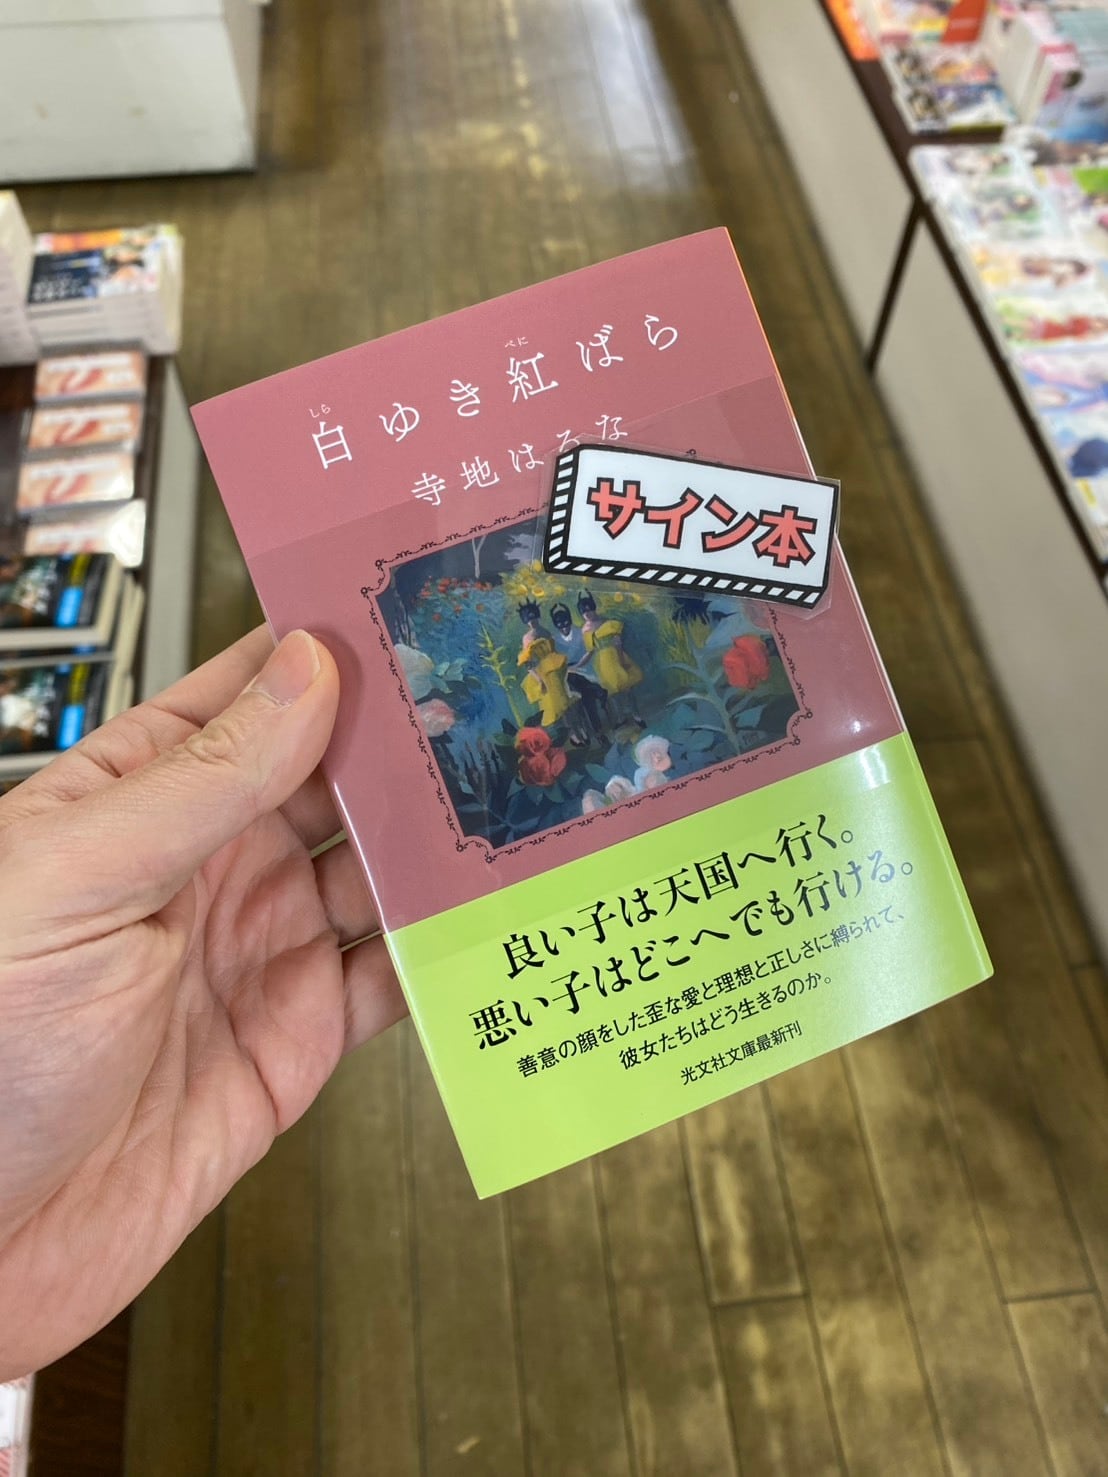 白ゆき紅ばら
しら
べに
寺地はるな
サイン本
良い子は天国へ行く。
悪い子はどこへでも行ける。
善意の顔をした歪な愛と理想と正しさに縛られて、
彼女たちはどう生きるのか。
光文社文庫最新刊